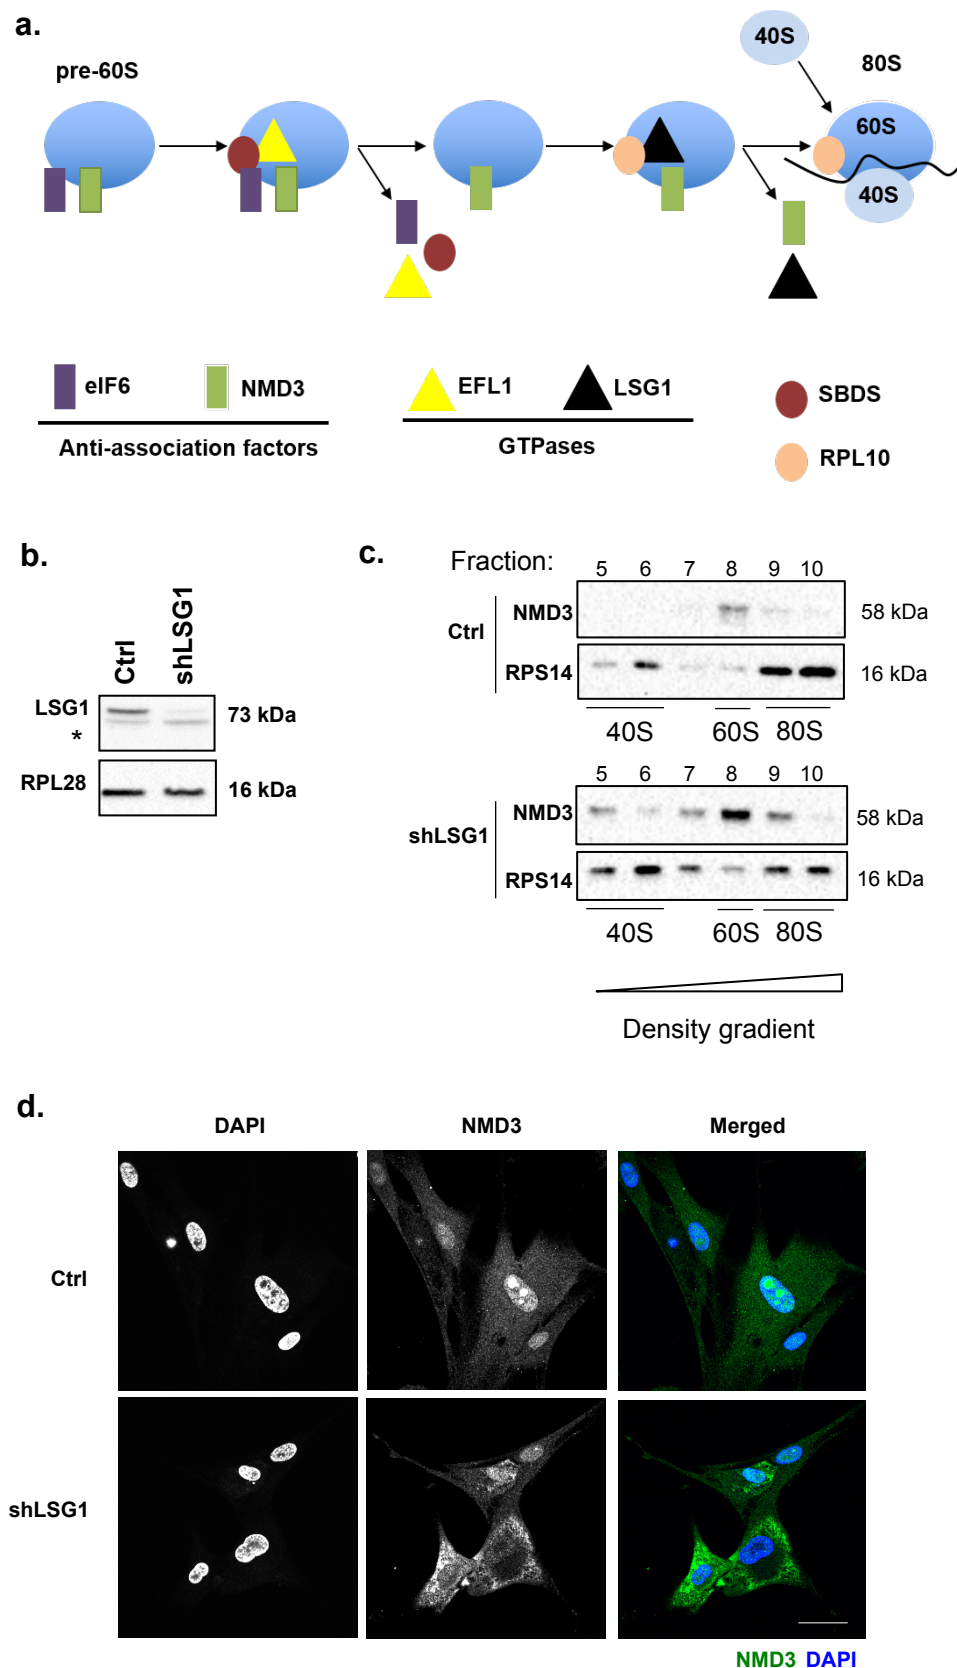 a.
pre-60S
40S
80S
60S
40S
eIF6
NMD3
EFL1
LSG1
SBDS
Anti-association factors
GTPases
RPL10
b.
Ctrl
shLSG1
LSG1
73 kDa
*
RPL28
16 kDa
c.
Fraction:
5 6 7 8 9 10
Ctrl
NMD3
58 kDa
RPS14
16 kDa
40S 60S 80S
5 6 7 8 9 10
shLSG1
NMD3
58 kDa
RPS14
16 kDa
40S 60S 80S
Density gradient
d.
DAPI NMD3 Merged
Ctrl
shLSG1
NMD3 DAPI